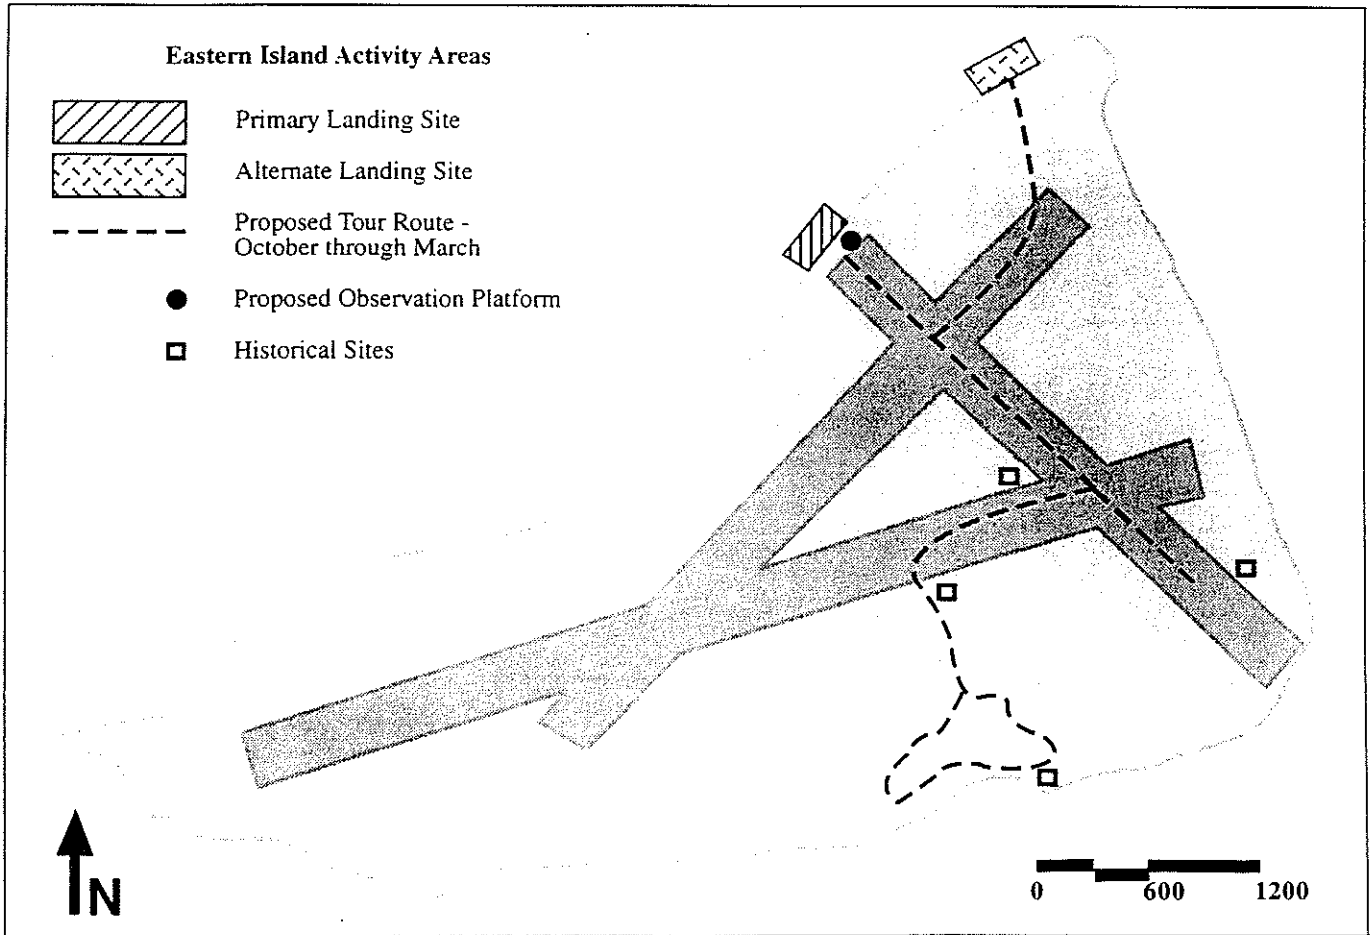 Eastern Island Activity Areas
Primary Landing Site
Alternate Landing Site
Proposed Tour Route -
October through March
Proposed Observation Platform
Historical Sites
N
0 600 1200